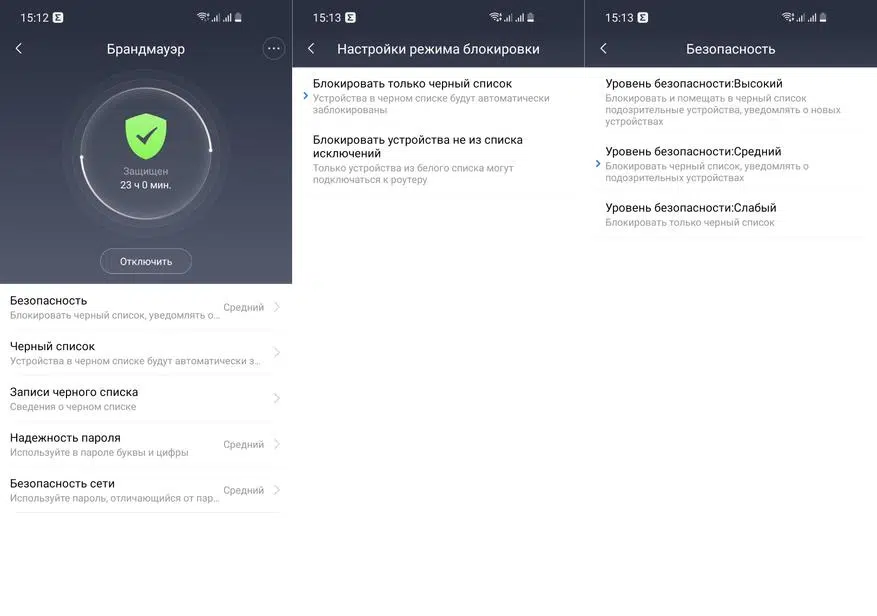 15:12
Брандмауэр
Защищен
23 ч 0 мин.
Отключить
Безопасность
Блокировать черный список, уведомлять о...
Средний
Черный список
Устройства в черном списке будут автоматически з...
Записи черного списка
Сведения о черном списке
Надежность пароля
Используйте в пароле буквы и цифры
Средний
Безопасность сети
Используйте пароль, отличающийся от пар...
Средний
15:13
Настройки режима блокировки
Блокировать только черный список
Устройства в черном списке будут автоматически
заблокированы
Блокировать устройства не из списка
исключений
Только устройства из белого списка могут
подключаться к роутеру
15:13
Безопасность
Уровень безопасности:Высокий
Блокировать и помещать в черный список
подозрительные устройства, уведомлять о новых
устройствах
Уровень безопасности:Средний
Блокировать черный список, уведомлять о
подозрительных устройствах
Уровень безопасности:Слабый
Блокировать только черный список